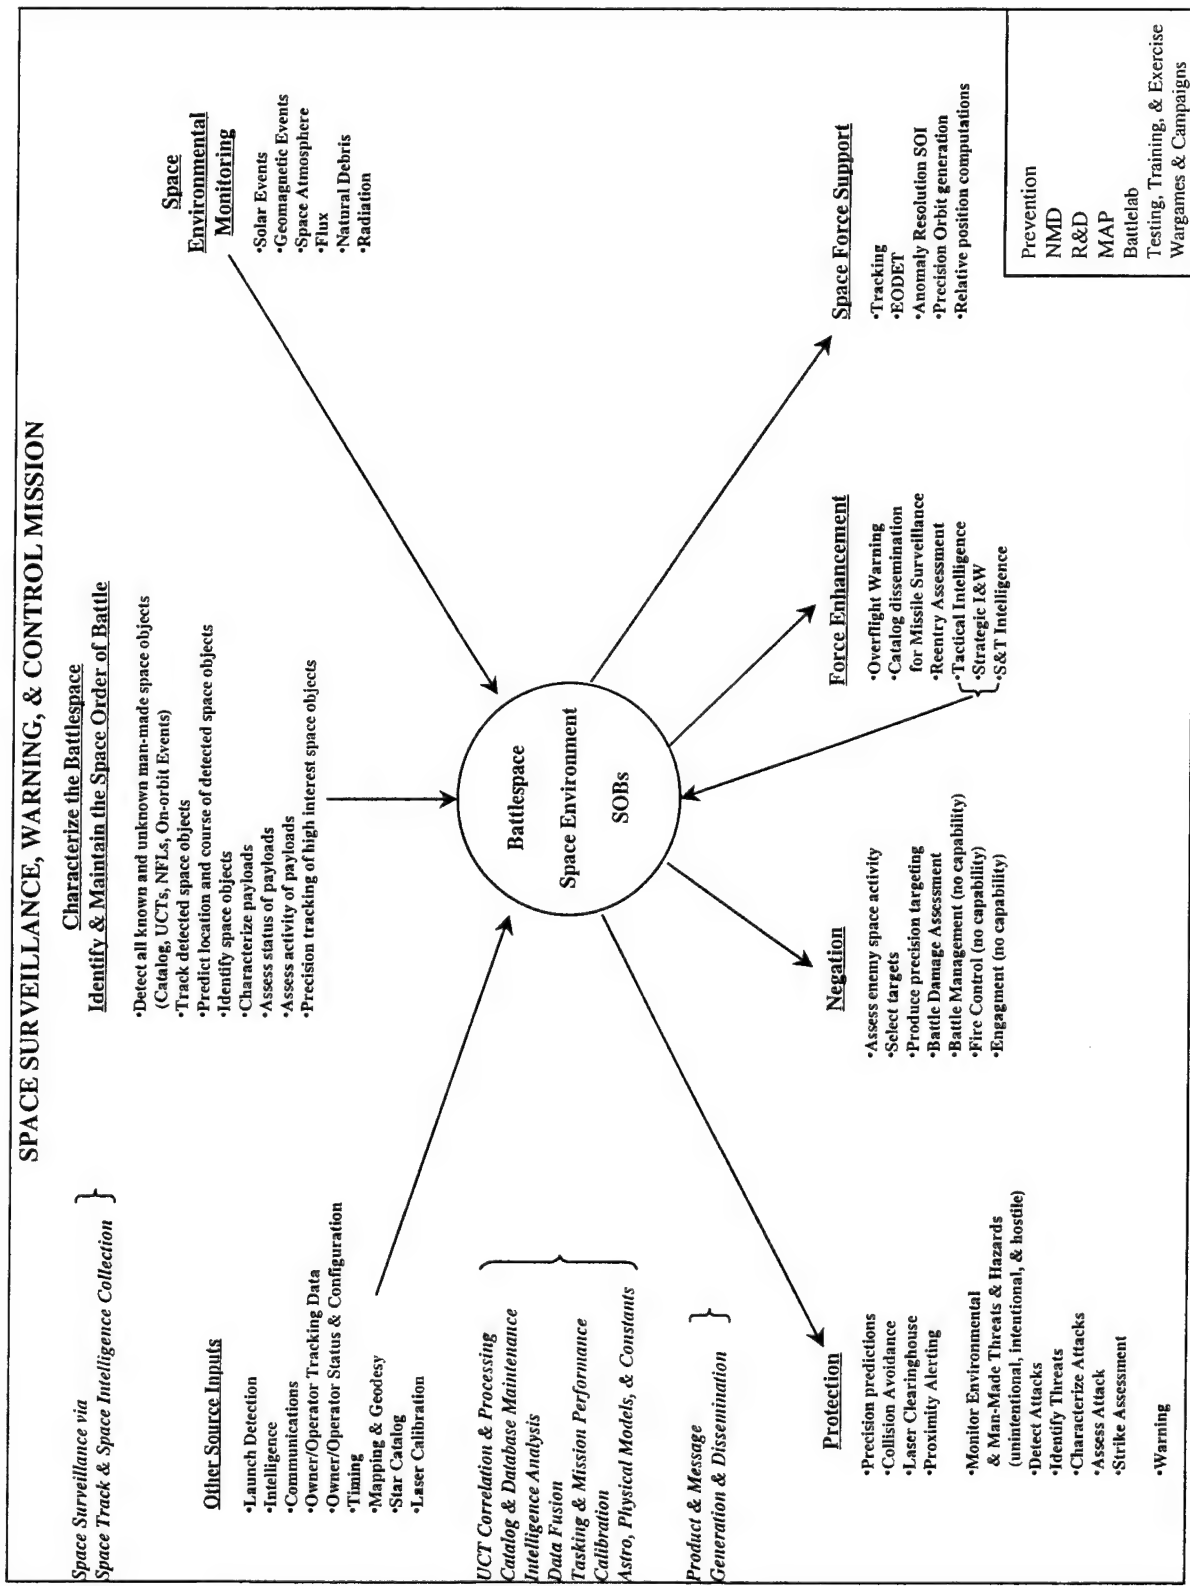 SPACE SURVEILLANCE, WARNING, & CONTROL MISSION
Space Surveillance via
Space Track & Space Intelligence Collection
Characterize the Battlespace
Identify & Maintain the Space Order of Battle
•Detect all known and unknown man-made space objects
(Catalog, UCTs, NFLs, On-orbit Events)
•Track detected space objects
•Predict location and course of detected space objects
•Identify space objects
•Characterize payloads
•Assess status of payloads
•Assess activity of payloads
•Precision tracking of high interest space objects
Space
Environmental
Monitoring
•Solar Events
•Geomagnetic Events
•Space Atmosphere
•Flux
•Natural Debris
•Radiation
Other Source Inputs
•Launch Detection
•Intelligence
•Communications
•Owner/Operator Tracking Data
•Owner/Operator Status & Configuration
•Timing
•Mapping & Geodesy
•Star Catalog
•Laser Calibration
UCT Correlation & Processing
Catalog & Database Maintenance
Intelligence Analysis
Data Fusion
Tasking & Mission Performance
Calibration
Astro, Physical Models, & Constants
Battlespace
Space Environment
SOBs
Product & Message
Generation & Dissemination
Protection
•Precision predictions
•Collision Avoidance
•Laser Clearinghouse
•Proximity Alerting
•Monitor Environmental
& Man-Made Threats & Hazards
(unintentional, intentional, & hostile)
•Detect Attacks
•Identify Threats
•Characterize Attacks
•Assess Attack
•Strike Assessment
•Warning
Negation
•Assess enemy space activity
•Select targets
•Produce precision targeting
•Battle Damage Assessment
•Battle Management (no capability)
•Fire Control (no capability)
•Engagment (no capability)
Force Enhancement
•Overflight Warning
•Catalog dissemination
for Missile Surveillance
•Reentry Assessment
•Tactical Intelligence
•Strategic I&W
•S&T Intelligence
Space Force Support
•Tracking
•EODET
•Anomaly Resolution SOI
•Precision Orbit generation
•Relative position computations
Prevention
NMD
R&D
MAP
Battlelab
Testing, Training, & Exercise
Wargames & Campaigns